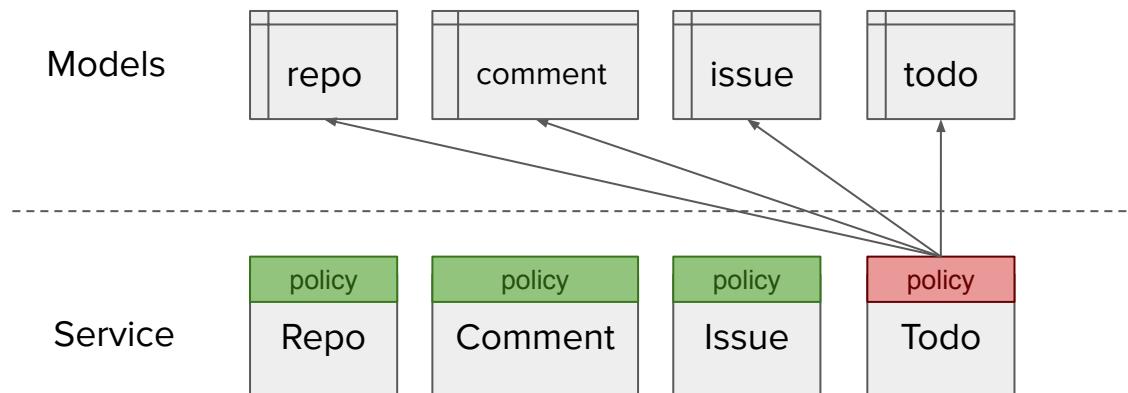 Models
repo
comment
issue
todo
policy
policy
policy
policy
Service
Repo
Comment
Issue
Todo